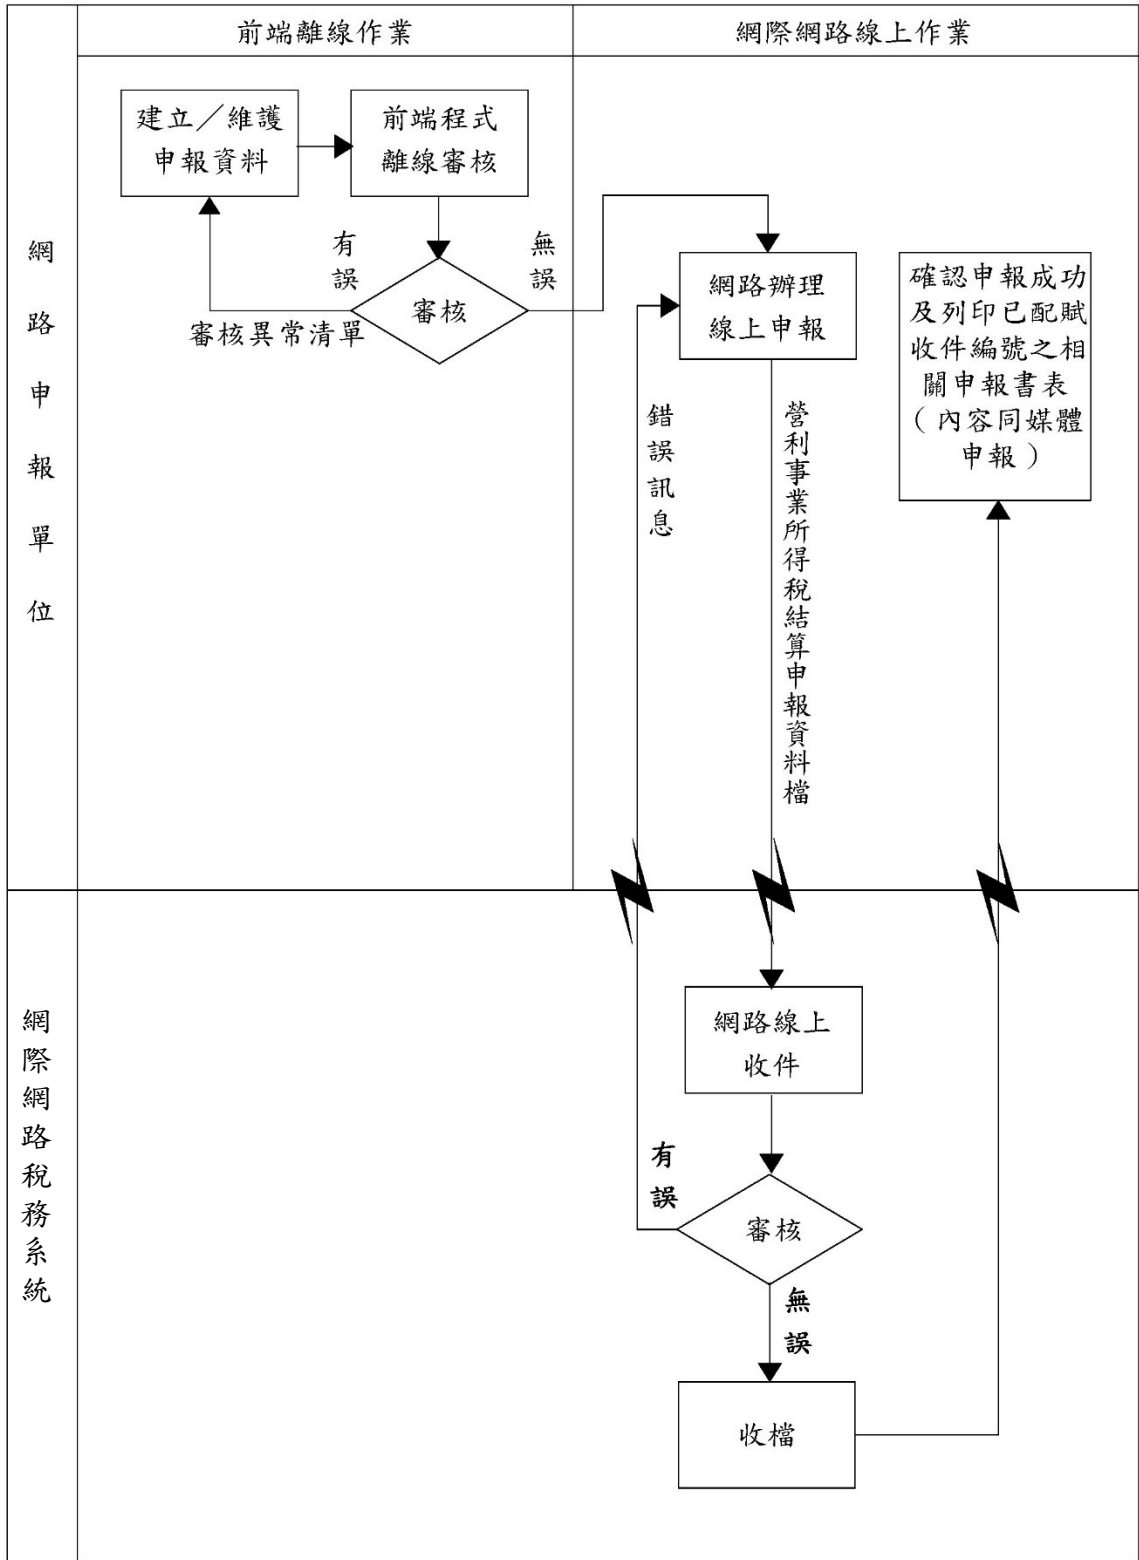 前端離線作業
網際網路線上作業
網路申報單位
建立／維護
申報資料
前端程式
離線審核
有誤
無誤
審核
審核異常清單
網路辦理
線上申報
確認申報成功
及列印已配賦
收件編號之相
關申報書表
（內容同媒體
申報）
錯誤訊息
營利事業所得稅結算申報資料檔
網際網路稅務系統
網路線上
收件
有誤
審核
無誤
收檔